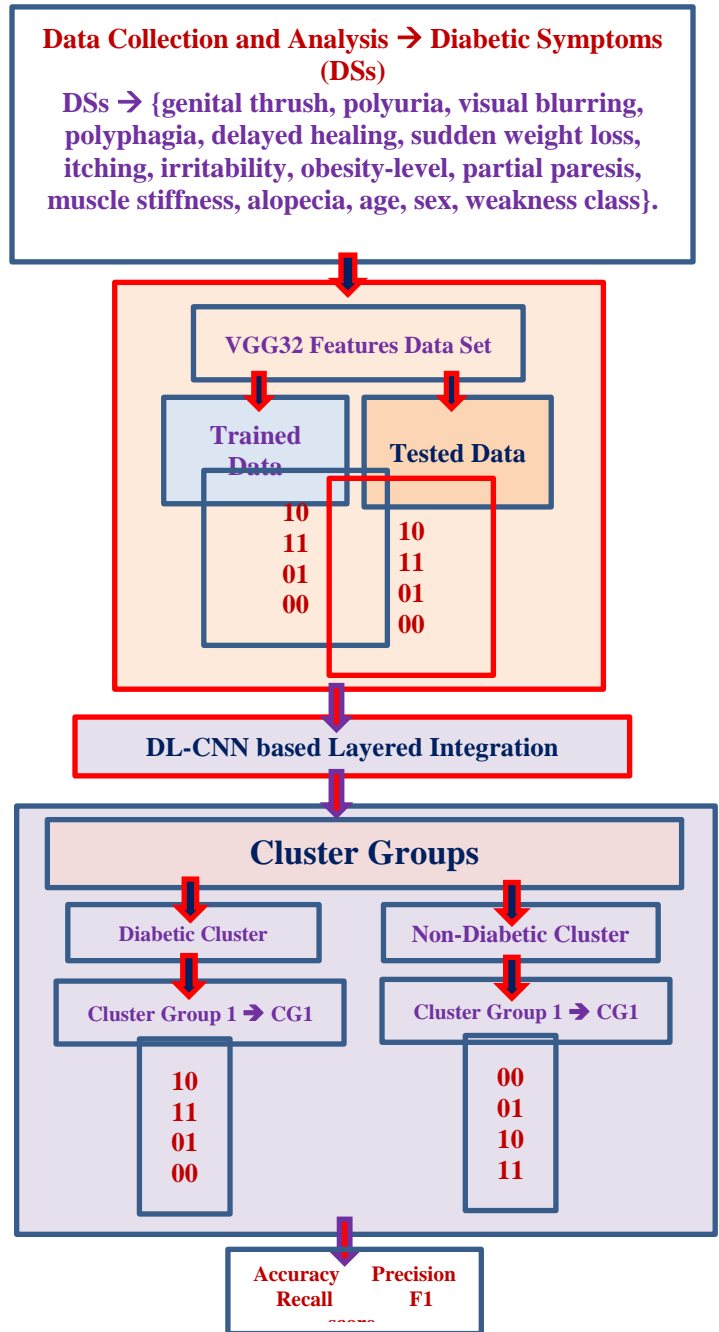 Data Collection and Analysis → Diabetic Symptoms
(DSs)
DSs → {genital thrush, polyuria, visual blurring,
polyphagia, delayed healing, sudden weight loss,
itching, irritability, obesity-level, partial paresis,
muscle stiffness, alopecia, age, sex, weakness class}.
VGG32 Features Data Set
Trained
Data
Tested Data
10
11
01
00
10
11
01
00
DL-CNN based Layered Integration
Cluster Groups
Diabetic Cluster
Non-Diabetic Cluster
Cluster Group 1 → CG1
Cluster Group 1 → CG1
10
11
01
00
00
01
10
11
Accuracy Precision
Recall F1
score